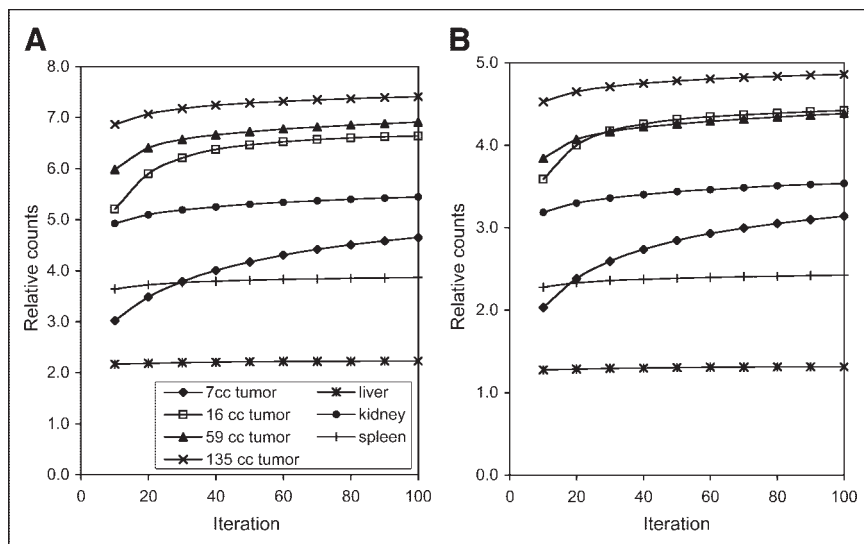 A
8.0
7.0
6.0
5.0
4.0
3.0
2.0
1.0
0.0
Relative counts
0 20 40 60 80 100
Iteration
7cc tumor
16 cc tumor
59 cc tumor
135 cc tumor
liver
kidney
spleen
B
5.0
4.0
3.0
2.0
1.0
0.0
Relative counts
0 20 40 60 80 100
Iteration